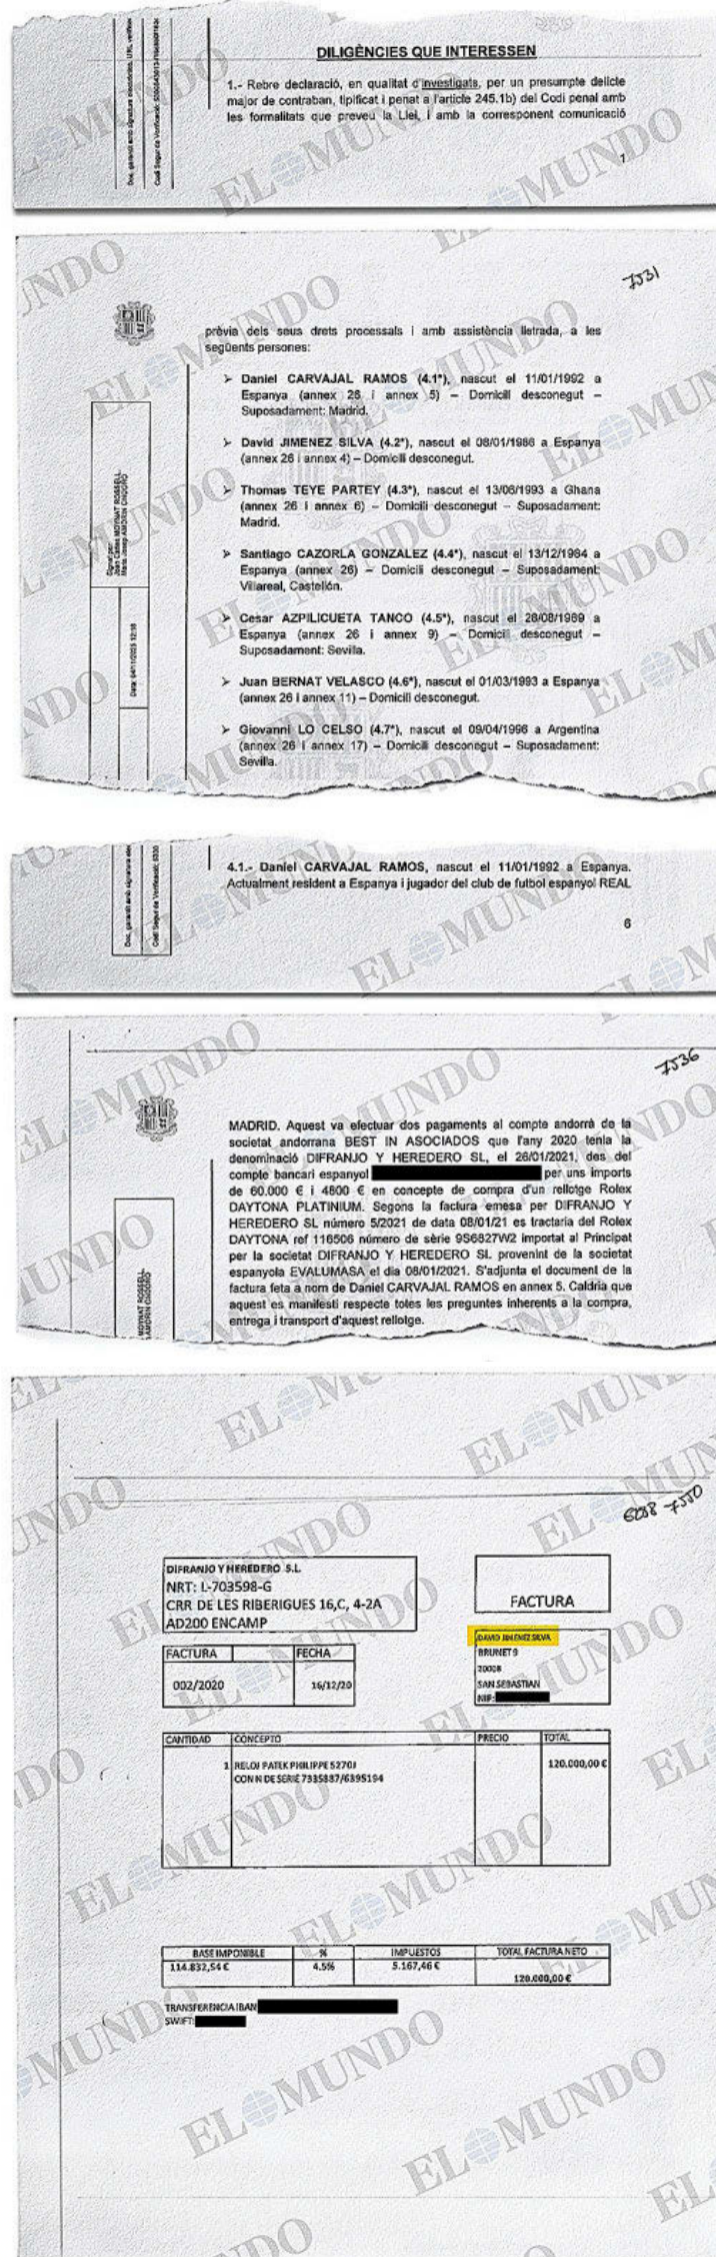 DILIGÈNCIES QUE INTERESSEN
1.- Rebre declaració, en qualitat d'investigats, per un presumpte delicte
major de contraban, tipificat i penat a l'article 245.1b) del Codi penal amb
les formalitats que preveu la Llei, i amb la corresponent comunicació
1
7531
prèvia dels seus drets processals i amb assistència lletrada, a les
següents persones:
➢ Daniel CARVAJAL RAMOS (4.1*), nascut el 11/01/1992 a
Espanya (annex 26 i annex 5) – Domicili desconegut –
Suposadament: Madrid.
➢ David JIMENEZ SILVA (4.2*), nascut el 08/01/1986 a Espanya
(annex 26 i annex 4) – Domicili desconegut.
➢ Thomas TEYE PARTEY (4.3*), nascut el 13/06/1993 a Ghana
(annex 26 i annex 6) – Domicili desconegut – Suposadament:
Madrid.
➢ Santiago CAZORLA GONZALEZ (4.4*), nascut el 13/12/1984 a
Espanya (annex 26) – Domicili desconegut – Suposadament:
Villareal, Castellón.
➢ Cesar AZPILICUETA TANCO (4.5*), nascut el 28/08/1989 a
Espanya (annex 26 i annex 9) – Domicili desconegut –
Suposadament: Sevilla.
➢ Juan BERNAT VELASCO (4.6*), nascut el 01/03/1993 a Espanya
(annex 26 i annex 11) – Domicili desconegut.
➢ Giovanni LO CELSO (4.7*), nascut el 09/04/1996 a Argentina
(annex 26 i annex 17) – Domicili desconegut – Suposadament:
Sevilla.
4.1.- Daniel CARVAJAL RAMOS, nascut el 11/01/1992 a Espanya.
Actualment resident a Espanya i jugador del club de futbol espanyol REAL
6
7536
MADRID. Aquest va efectuar dos pagaments al compte andorrà de la
societat andorrana BEST IN ASOCIADOS que l'any 2020 tenia la
denominació DIFRANJO Y HEREDERO SL, el 26/01/2021, des del
compte bancari espanyol per uns imports
de 60.000 € i 4800 € en concepte de compra d'un rellotge Rolex
DAYTONA PLATINIUM. Segons la factura emesa per DIFRANJO Y
HEREDERO SL número 5/2021 de data 08/01/21 es tractaria del Rolex
DAYTONA ref 116506 número de sèrie 9S6827W2 importat al Principat
per la societat DIFRANJO Y HEREDERO SL provenint de la societat
espanyola EVALUMASA el dia 08/01/2021. S'adjunta el document de la
factura feta a nom de Daniel CARVAJAL RAMOS en annex 5. Caldria que
aquest es manifesti respecte totes les preguntes inherents a la compra,
entrega i transport d'aquest rellotge.
7550
DIFRANJO Y HEREDERO S.L
NRT: L-703598-G
CRR DE LES RIBERIGUES 16,C, 4-2A
AD200 ENCAMP
FACTURA
DAVID JIMENEZ SILVA
BRUNET 9
20008
SAN SEBASTIAN
NIF:
FACTURA FECHA
002/2020 16/12/20
CANTIDAD CONCEPTO PRECIO TOTAL
1 RELOJ PATEK PHILIPPE 5270J 120.000,00 €
CON N DE SERIE 7335887/6395194
BASE IMPONIBLE % IMPUESTOS TOTAL FACTURA NETO
114.832,54 € 4.5% 5.167,46 €
120.000,00 €
TRANSFERENCIA IBAN
SWIFT:
EL MUNDO